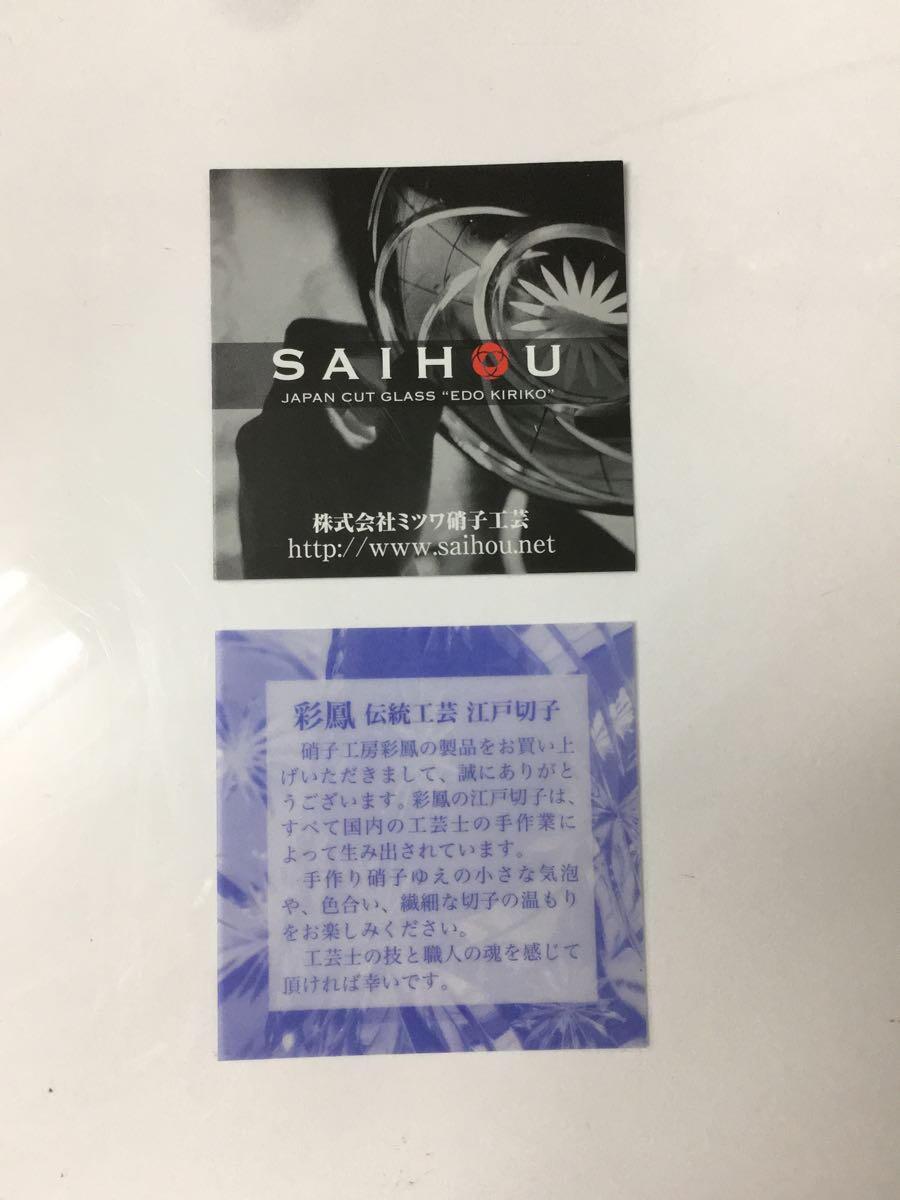 SAIHOU
JAPAN CUT GLASS “EDO KIRIKO”
株式会社ミツワ硝子工芸
http://www.saihou.net
彩鳳 伝統工芸 江戸切子
硝子工房彩鳳の製品をお買い上
げいただきまして、誠にありがと
うございます。彩鳳の江戸切子は、
すべて国内の工芸士の手作業に
よって生み出されています。
手作り硝子ゆえの小さな気泡
や、色合い、繊細な切子の温もり
をお楽しみください。
工芸士の技と職人の魂を感じて
頂ければ幸いです。